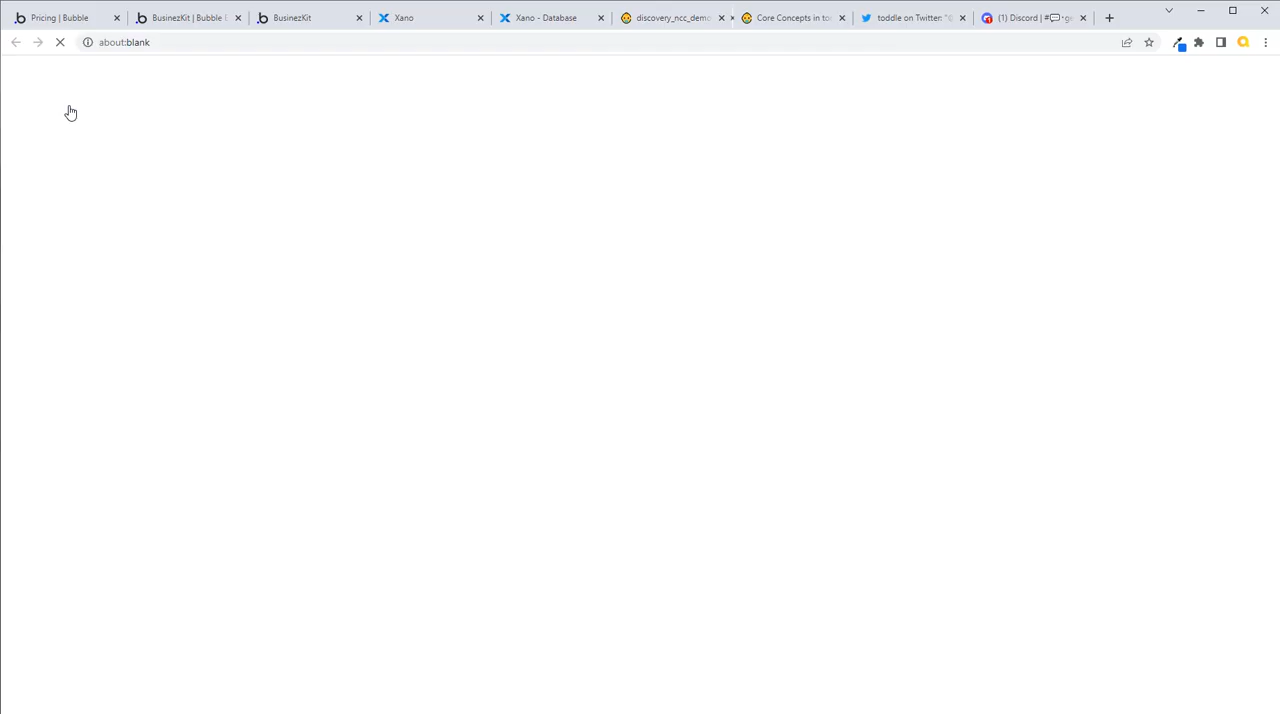 Pricing | Bubble
BusinezKit | Bubble E
BusinezKit
Xano
Xano - Database
discovery_ncc_demo
Core Concepts in to
toddle on Twitter: "
(1) Discord | #
about:blank